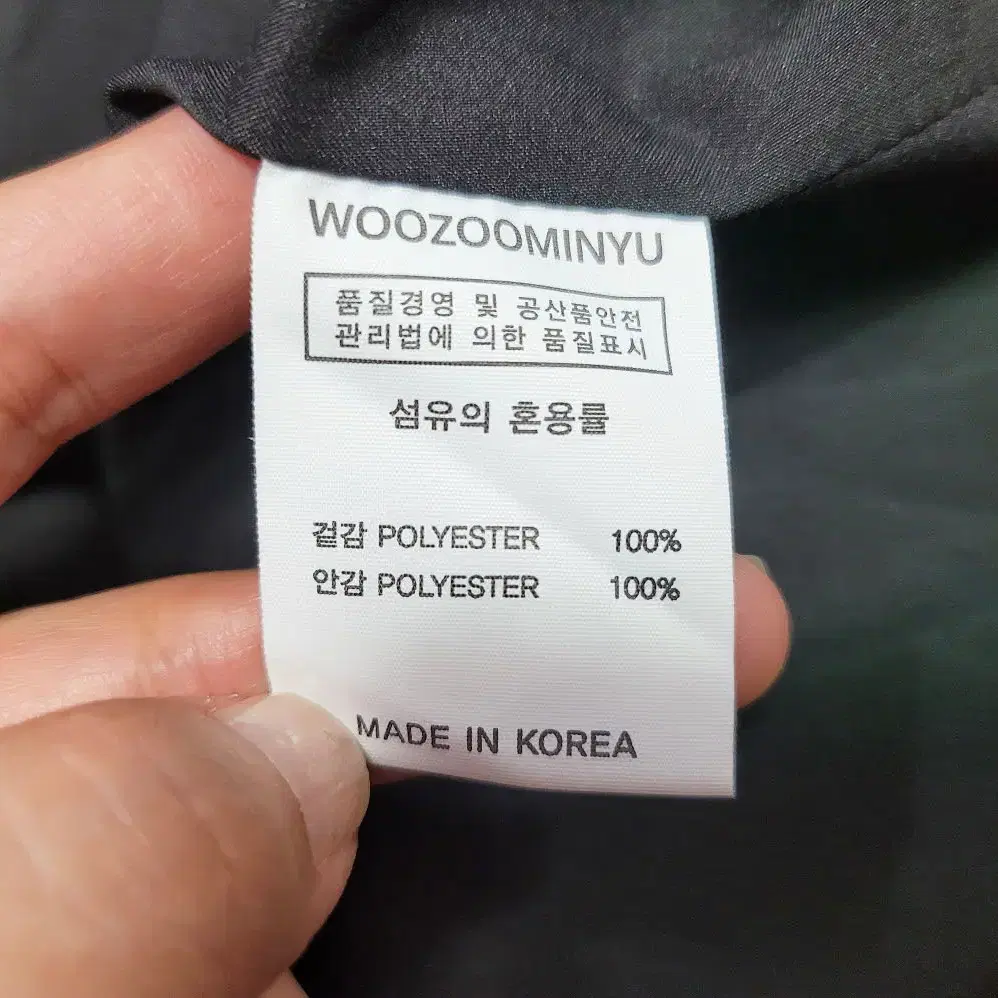 WOOZOOMINYU
품질경영 및 공산품안전
관리법에 의한 품질표시
섬유의 혼용률
겉감 POLYESTER 100%
안감 POLYESTER 100%
MADE IN KOREA